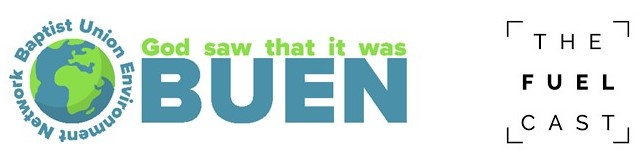 Baptist Union Environment Network
God saw that it was
BUEN
THE
FUEL
CAST